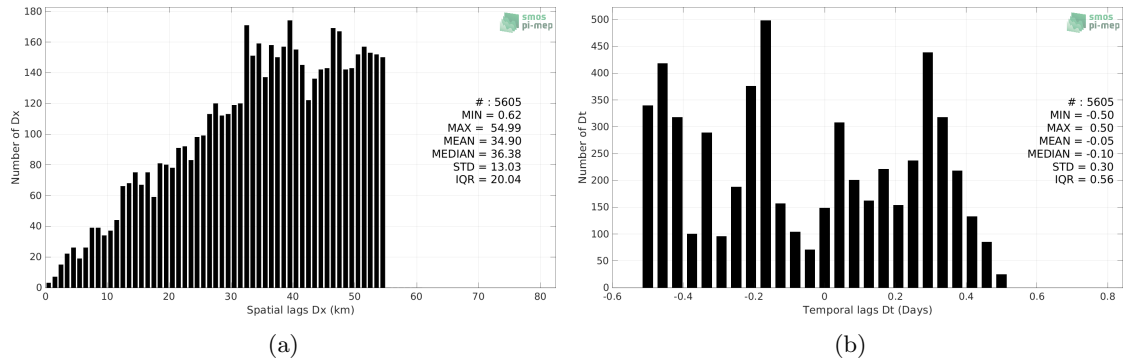 180
160
140
120
100
80
60
40
20
0
Number of Dx
0 10 20 30 40 50 60 70 80
Spatial lags Dx (km)
smos
pi-mep
# : 5605
MIN = 0.62
MAX = 54.99
MEAN = 34.90
MEDIAN = 36.38
STD = 13.03
IQR = 20.04
(a)
500
450
400
350
300
250
200
150
100
50
0
Number of Dt
-0.6 -0.4 -0.2 0 0.2 0.4 0.6 0.8
Temporal lags Dt (Days)
smos
pi-mep
# : 5605
MIN = -0.50
MAX = 0.50
MEAN = -0.05
MEDIAN = -0.10
STD = 0.30
IQR = 0.56
(b)